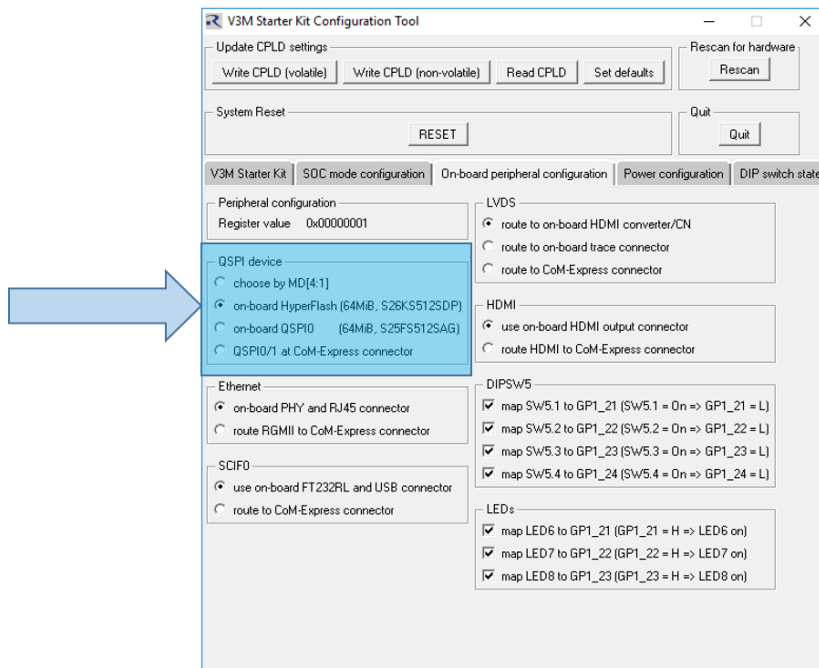 V3M Starter Kit Configuration Tool
Update CPLD settings
Write CPLD (volatile) Write CPLD (non-volatile) Read CPLD Set defaults
Rescan for hardware
Rescan
System Reset
RESET
Quit
Quit
V3M Starter Kit SOC mode configuration On-board peripheral configuration Power configuration DIP switch state
Peripheral configuration
Register value 0x00000001
QSPI device
choose by MD[4:1]
on-board HyperFlash (64MiB, S26KS512SDP)
on-board QSPI0 (64MiB, S25FS512SAG)
QSPI0/1 at CoM-Express connector
Ethernet
on-board PHY and RJ45 connector
route RGMII to CoM-Express connector
SCIF0
use on-board FT232RL and USB connector
route to CoM-Express connector
LVDS
route to on-board HDMI converter/CN
route to on-board trace connector
route to CoM-Express connector
HDMI
use on-board HDMI output connector
route HDMI to CoM-Express connector
DIPSW5
map SW5.1 to GP1_21 (SW5.1 = On => GP1_21 = L)
map SW5.2 to GP1_22 (SW5.2 = On => GP1_22 = L)
map SW5.3 to GP1_23 (SW5.3 = On => GP1_23 = L)
map SW5.4 to GP1_24 (SW5.4 = On => GP1_24 = L)
LEDs
map LED6 to GP1_21 (GP1_21 = H => LED6 on)
map LED7 to GP1_22 (GP1_22 = H => LED7 on)
map LED8 to GP1_23 (GP1_23 = H => LED8 on)